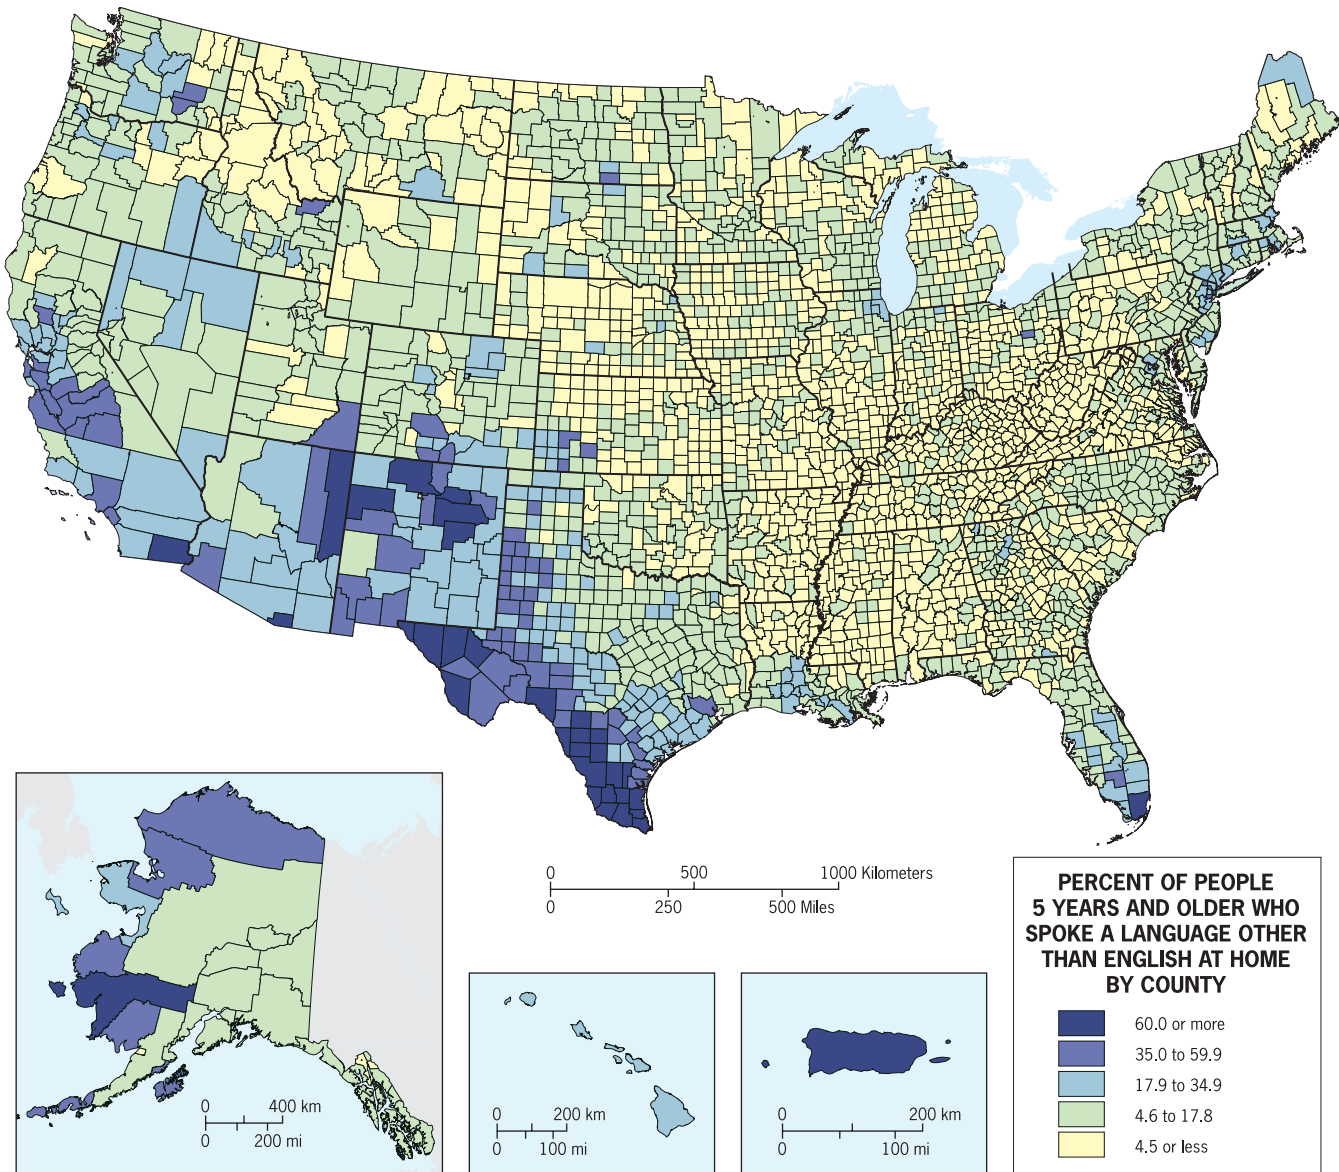 0 500 1000 Kilometers
0 250 500 Miles
0 400 km
0 200 mi
0 200 km
0 100 mi
0 200 km
0 100 mi
PERCENT OF PEOPLE
5 YEARS AND OLDER WHO
SPOKE A LANGUAGE OTHER
THAN ENGLISH AT HOME
BY COUNTY
60.0 or more
35.0 to 59.9
17.9 to 34.9
4.6 to 17.8
4.5 or less